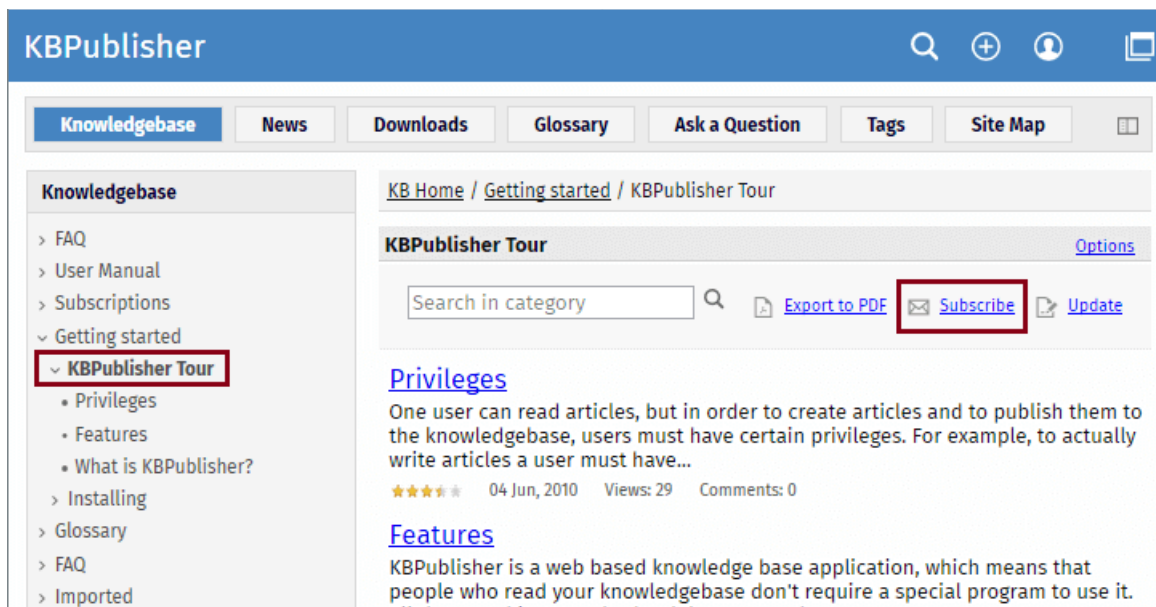 KBPublisher
Knowledgebase News Downloads Glossary Ask a Question Tags Site Map
Knowledgebase
FAQ
User Manual
Subscriptions
Getting started
KBPublisher Tour
Privileges
Features
What is KBPublisher?
Installing
Glossary
FAQ
Imported
KB Home / Getting started / KBPublisher Tour
KBPublisher Tour Options
Search in category Export to PDF Subscribe Update
Privileges
One user can read articles, but in order to create articles and to publish them to
the knowledgebase, users must have certain privileges. For example, to actually
write articles a user must have...
04 Jun, 2010 Views: 29 Comments: 0
Features
KBPublisher is a web based knowledge base application, which means that
people who read your knowledgebase don't require a special program to use it.